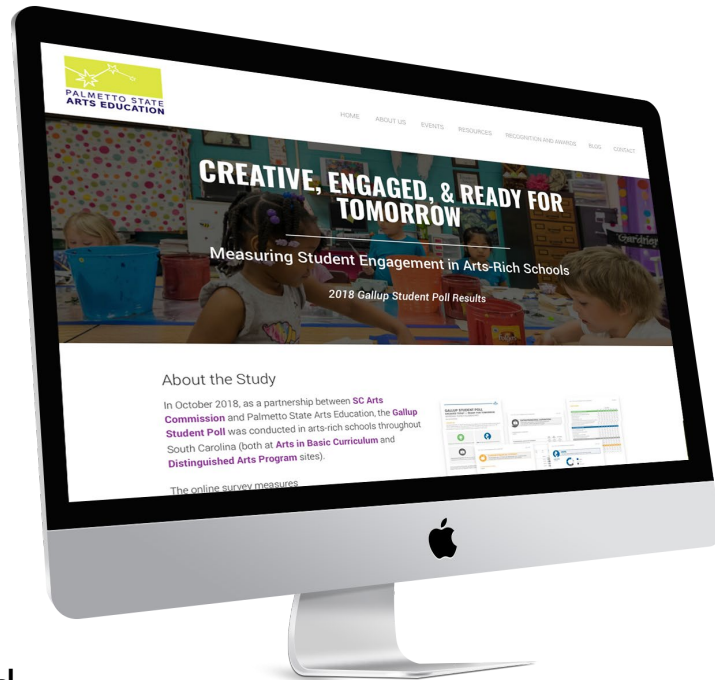 PALMETTO STATE
ARTS EDUCATION
HOME ABOUT US EVENTS RESOURCES RECOGNITION AND AWARDS BLOG CONTACT
CREATIVE, ENGAGED, & READY FOR
TOMORROW
Measuring Student Engagement in Arts-Rich Schools
2018 Gallup Student Poll Results
About the Study
In October 2018, as a partnership between SC Arts
Commission and Palmetto State Arts Education, the Gallup
Student Poll was conducted in arts-rich schools throughout
South Carolina (both at Arts in Basic Curriculum and
Distinguished Arts Program sites).
The online survey measures
GALLUP STUDENT POLL